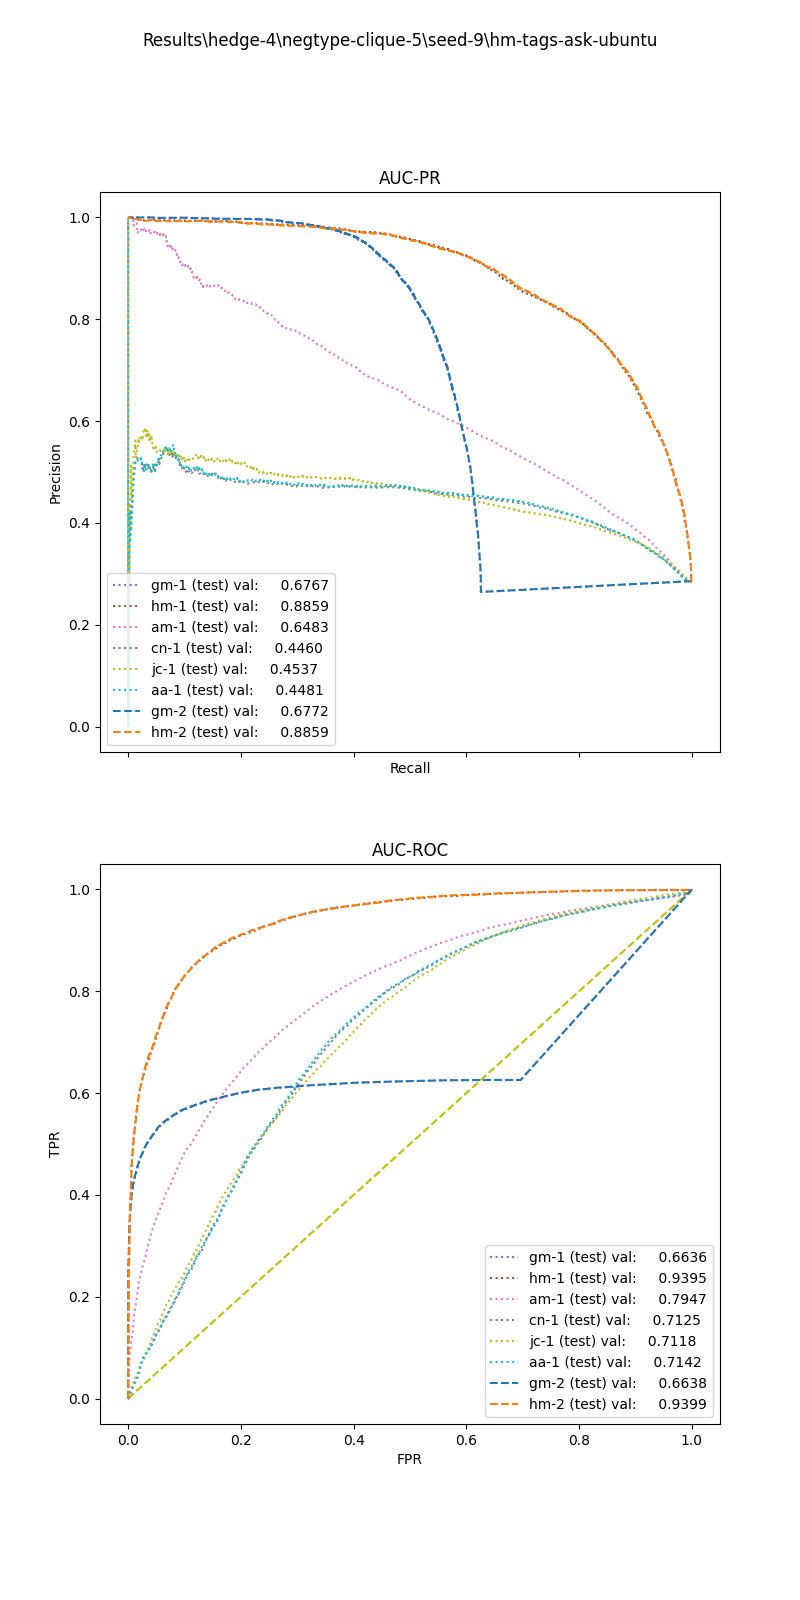 Results\hedge-4\negtype-clique-5\seed-9\hm-tags-ask-ubuntu
AUC-PR
1.0
0.8
0.6
0.4
0.2
0.0
Precision
gm-1 (test) val: 0.6767
hm-1 (test) val: 0.8859
am-1 (test) val: 0.6483
cn-1 (test) val: 0.4460
jc-1 (test) val: 0.4537
aa-1 (test) val: 0.4481
gm-2 (test) val: 0.6772
hm-2 (test) val: 0.8859
Recall
AUC-ROC
1.0
0.8
0.6
0.4
0.2
0.0
TPR
gm-1 (test) val: 0.6636
hm-1 (test) val: 0.9395
am-1 (test) val: 0.7947
cn-1 (test) val: 0.7125
jc-1 (test) val: 0.7118
aa-1 (test) val: 0.7142
gm-2 (test) val: 0.6638
hm-2 (test) val: 0.9399
0.0 0.2 0.4 0.6 0.8 1.0
FPR